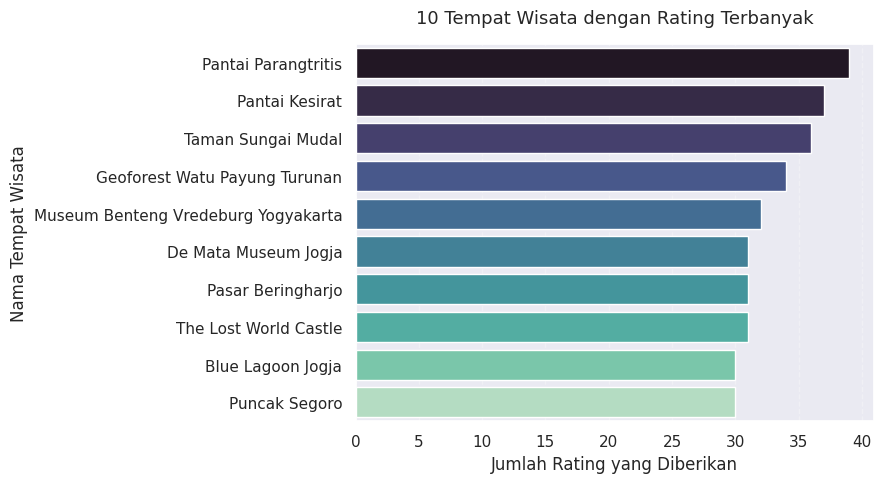 10 Tempat Wisata dengan Rating Terbanyak
Nama Tempat Wisata
Pantai Parangtritis
Pantai Kesirat
Taman Sungai Mudal
Geoforest Watu Payung Turunan
Museum Benteng Vredeburg Yogyakarta
De Mata Museum Jogja
Pasar Beringharjo
The Lost World Castle
Blue Lagoon Jogja
Puncak Segoro
0 5 10 15 20 25 30 35 40
Jumlah Rating yang Diberikan